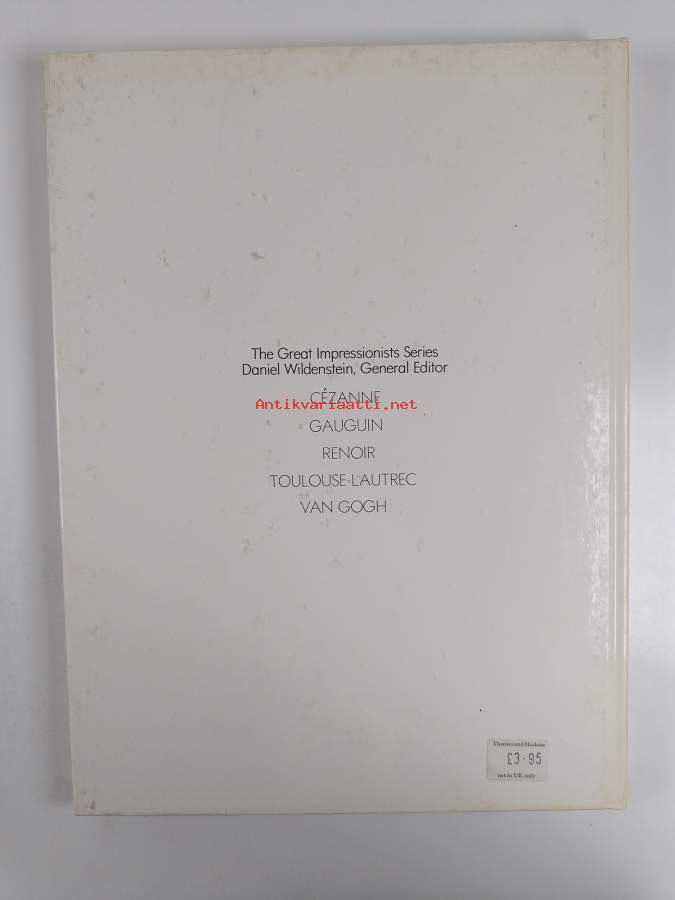 The Great Impressionists Series
Daniel Wildenstein, General Editor
CÉZANNE
Antikvariaatti.net
GAUGUIN
RENOIR
TOULOUSE-LAUTREC
VAN GOGH
Thames and Hudson
£3·95
net in UK only